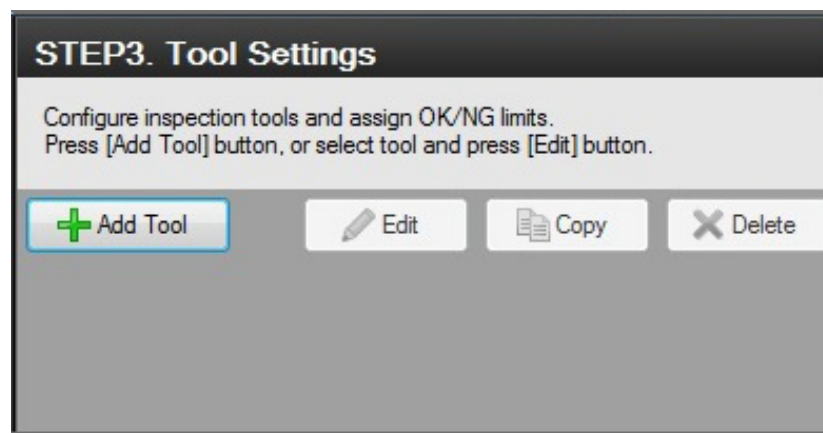 STEP3. Tool Settings
Configure inspection tools and assign OK/NG limits.
Press [Add Tool] button, or select tool and press [Edit] button.
Add Tool Edit Copy Delete